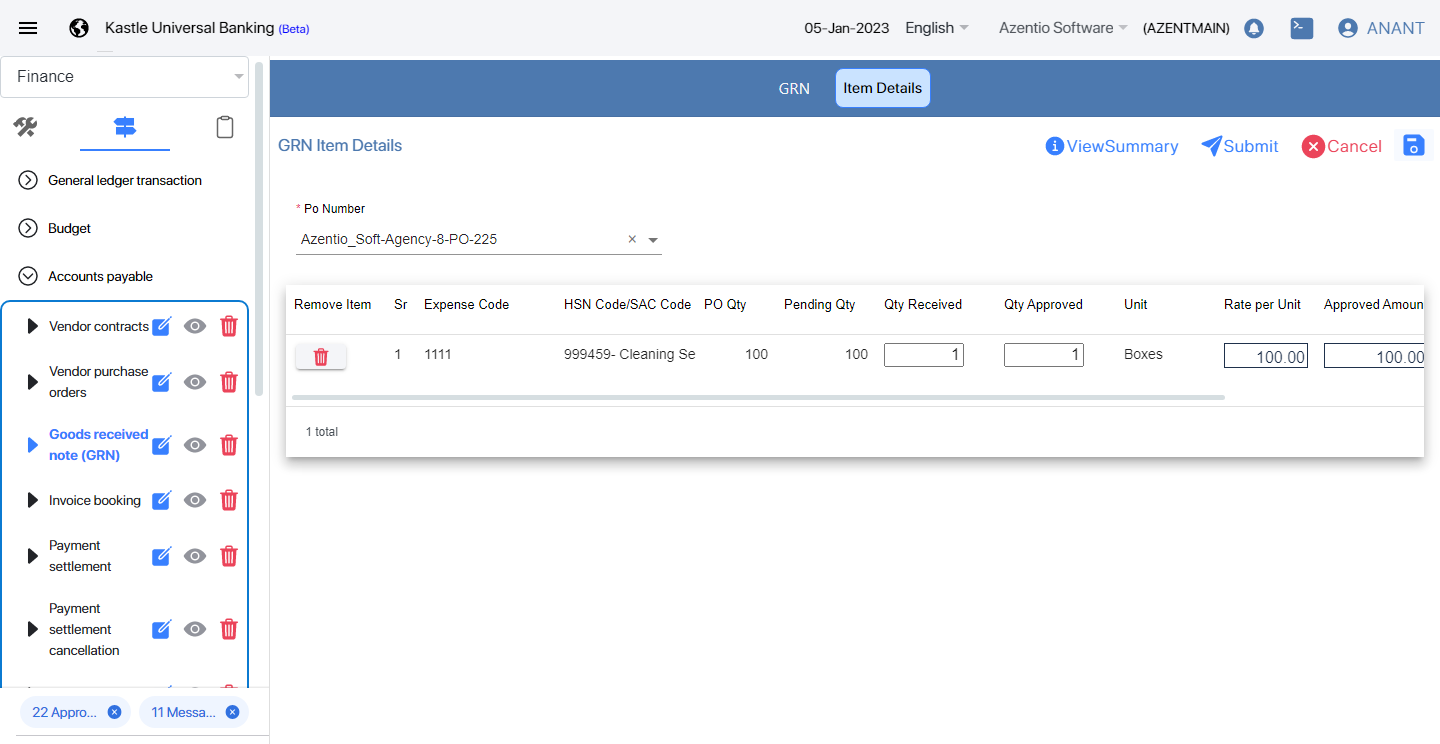 Kastle Universal Banking (Beta)
05-Jan-2023
English
Azentio Software
(AZENTMAIN)
ANANT
Finance
General ledger transaction
Budget
Accounts payable
Vendor contracts
Vendor purchase
orders
Goods received
note (GRN)
Invoice booking
Payment
settlement
Payment
settlement
cancellation
22 Appro...
11 Messa...
GRN
Item Details
GRN Item Details
ViewSummary
Submit
Cancel
* Po Number
Azentio_Soft-Agency-8-PO-225
Remove Item Sr Expense Code HSN Code/SAC Code PO Qty Pending Qty Qty Received Qty Approved Unit Rate per Unit Approved Amoun
1 1111 999459- Cleaning Se 100 100 1 1 Boxes 100.00 100.00
1 total